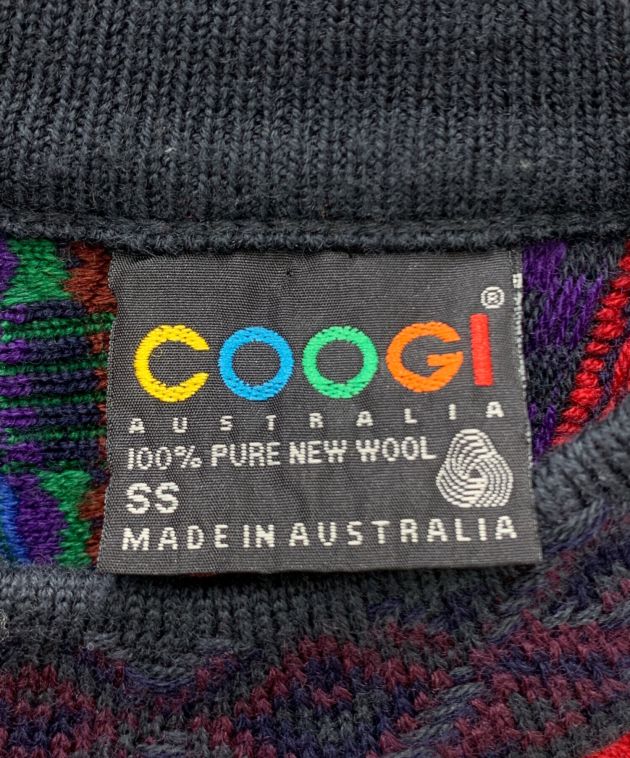 COOGI®
AUSTRALIA
100% PURE NEW WOOL
SS
MADE IN AUSTRALIA